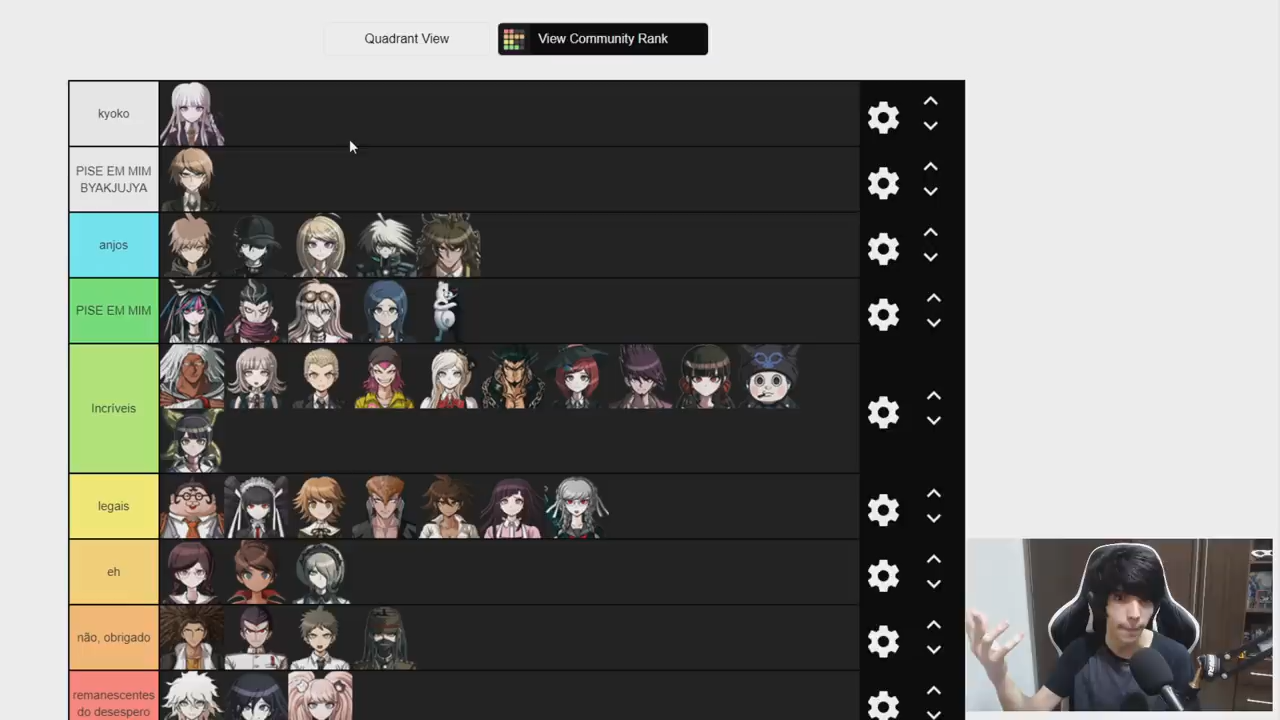 Quadrant View
View Community Rank
kyoko
PISE EM MIM
BYAKJUJYA
anjos
PISE EM MIM
Incríveis
legais
eh
não, obrigado
remanescentes
do desespero